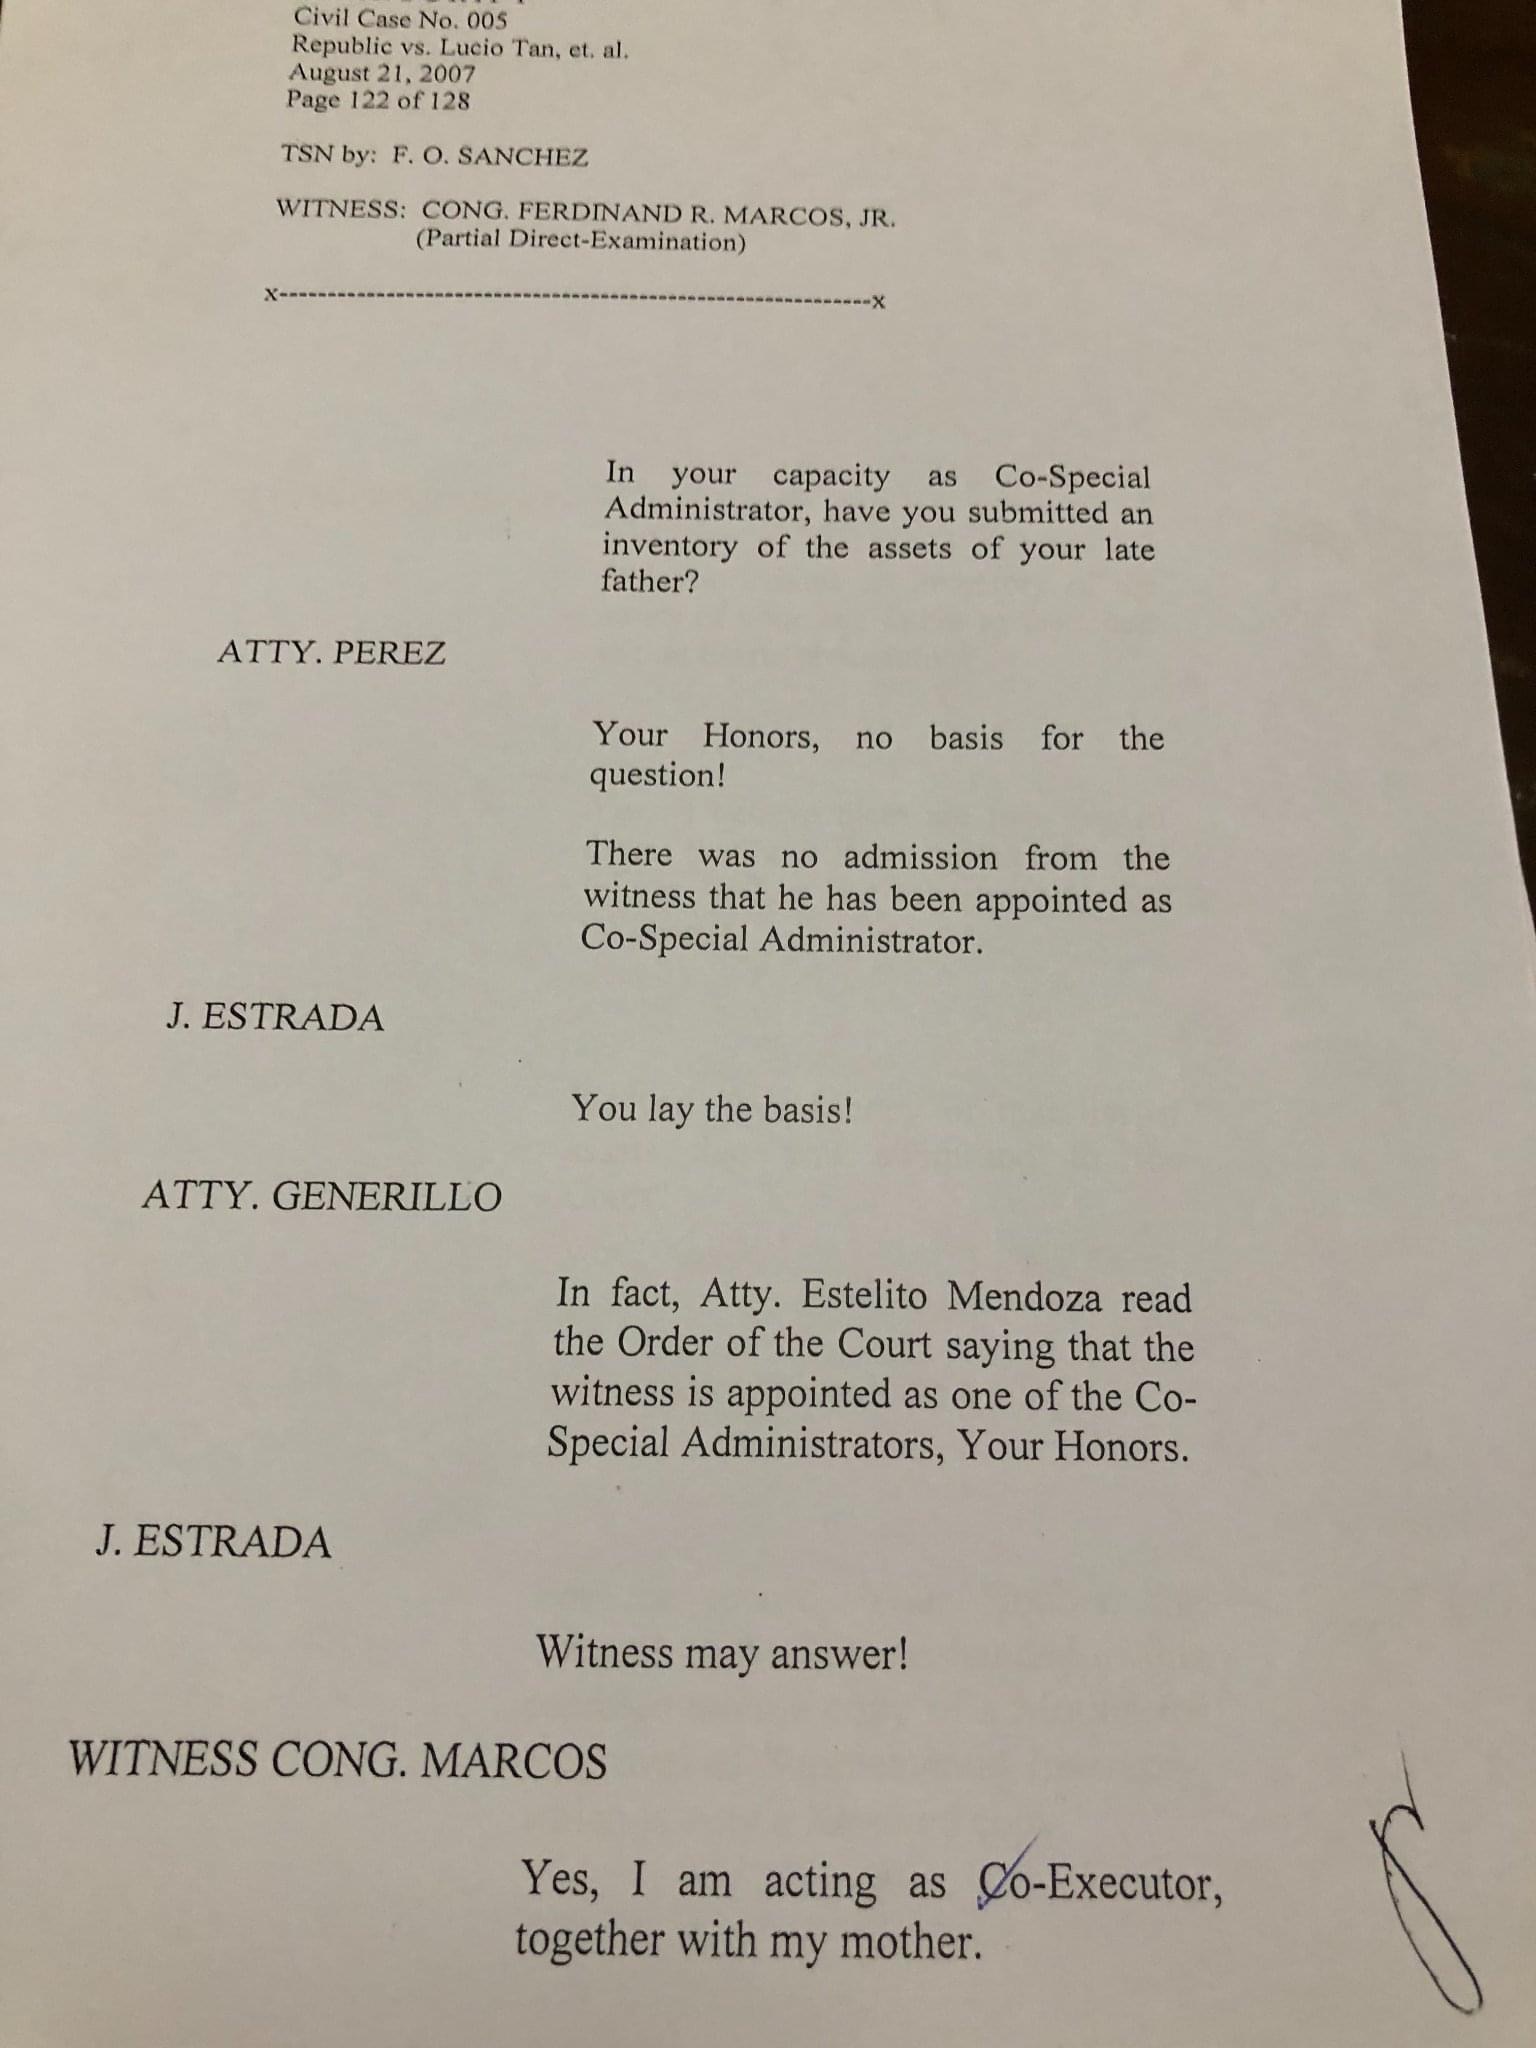 Civil Case No. 005
Republic vs. Lucio Tan, et. al.
August 21, 2007
Page 122 of 128
TSN by: F. O. SANCHEZ
WITNESS: CONG. FERDINAND R. MARCOS, JR.
(Partial Direct-Examination)
x-------------------------------------------------------------x
In your capacity as Co-Special
Administrator, have you submitted an
inventory of the assets of your late
father?
ATTY. PEREZ
Your Honors, no basis for the
question!
There was no admission from the
witness that he has been appointed as
Co-Special Administrator.
J. ESTRADA
You lay the basis!
ATTY. GENERILLO
In fact, Atty. Estelito Mendoza read
the Order of the Court saying that the
witness is appointed as one of the Co-
Special Administrators, Your Honors.
J. ESTRADA
Witness may answer!
WITNESS CONG. MARCOS
Yes, I am acting as Co-Executor,
together with my mother.